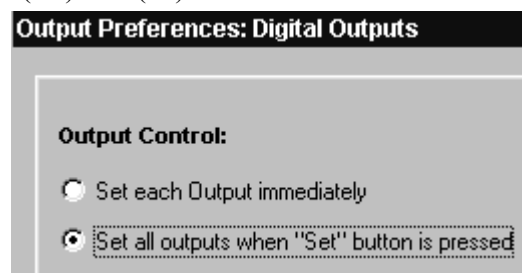 Output Preferences: Digital Outputs
Output Control:
Set each Output immediately
Set all outputs when "Set" button is pressed